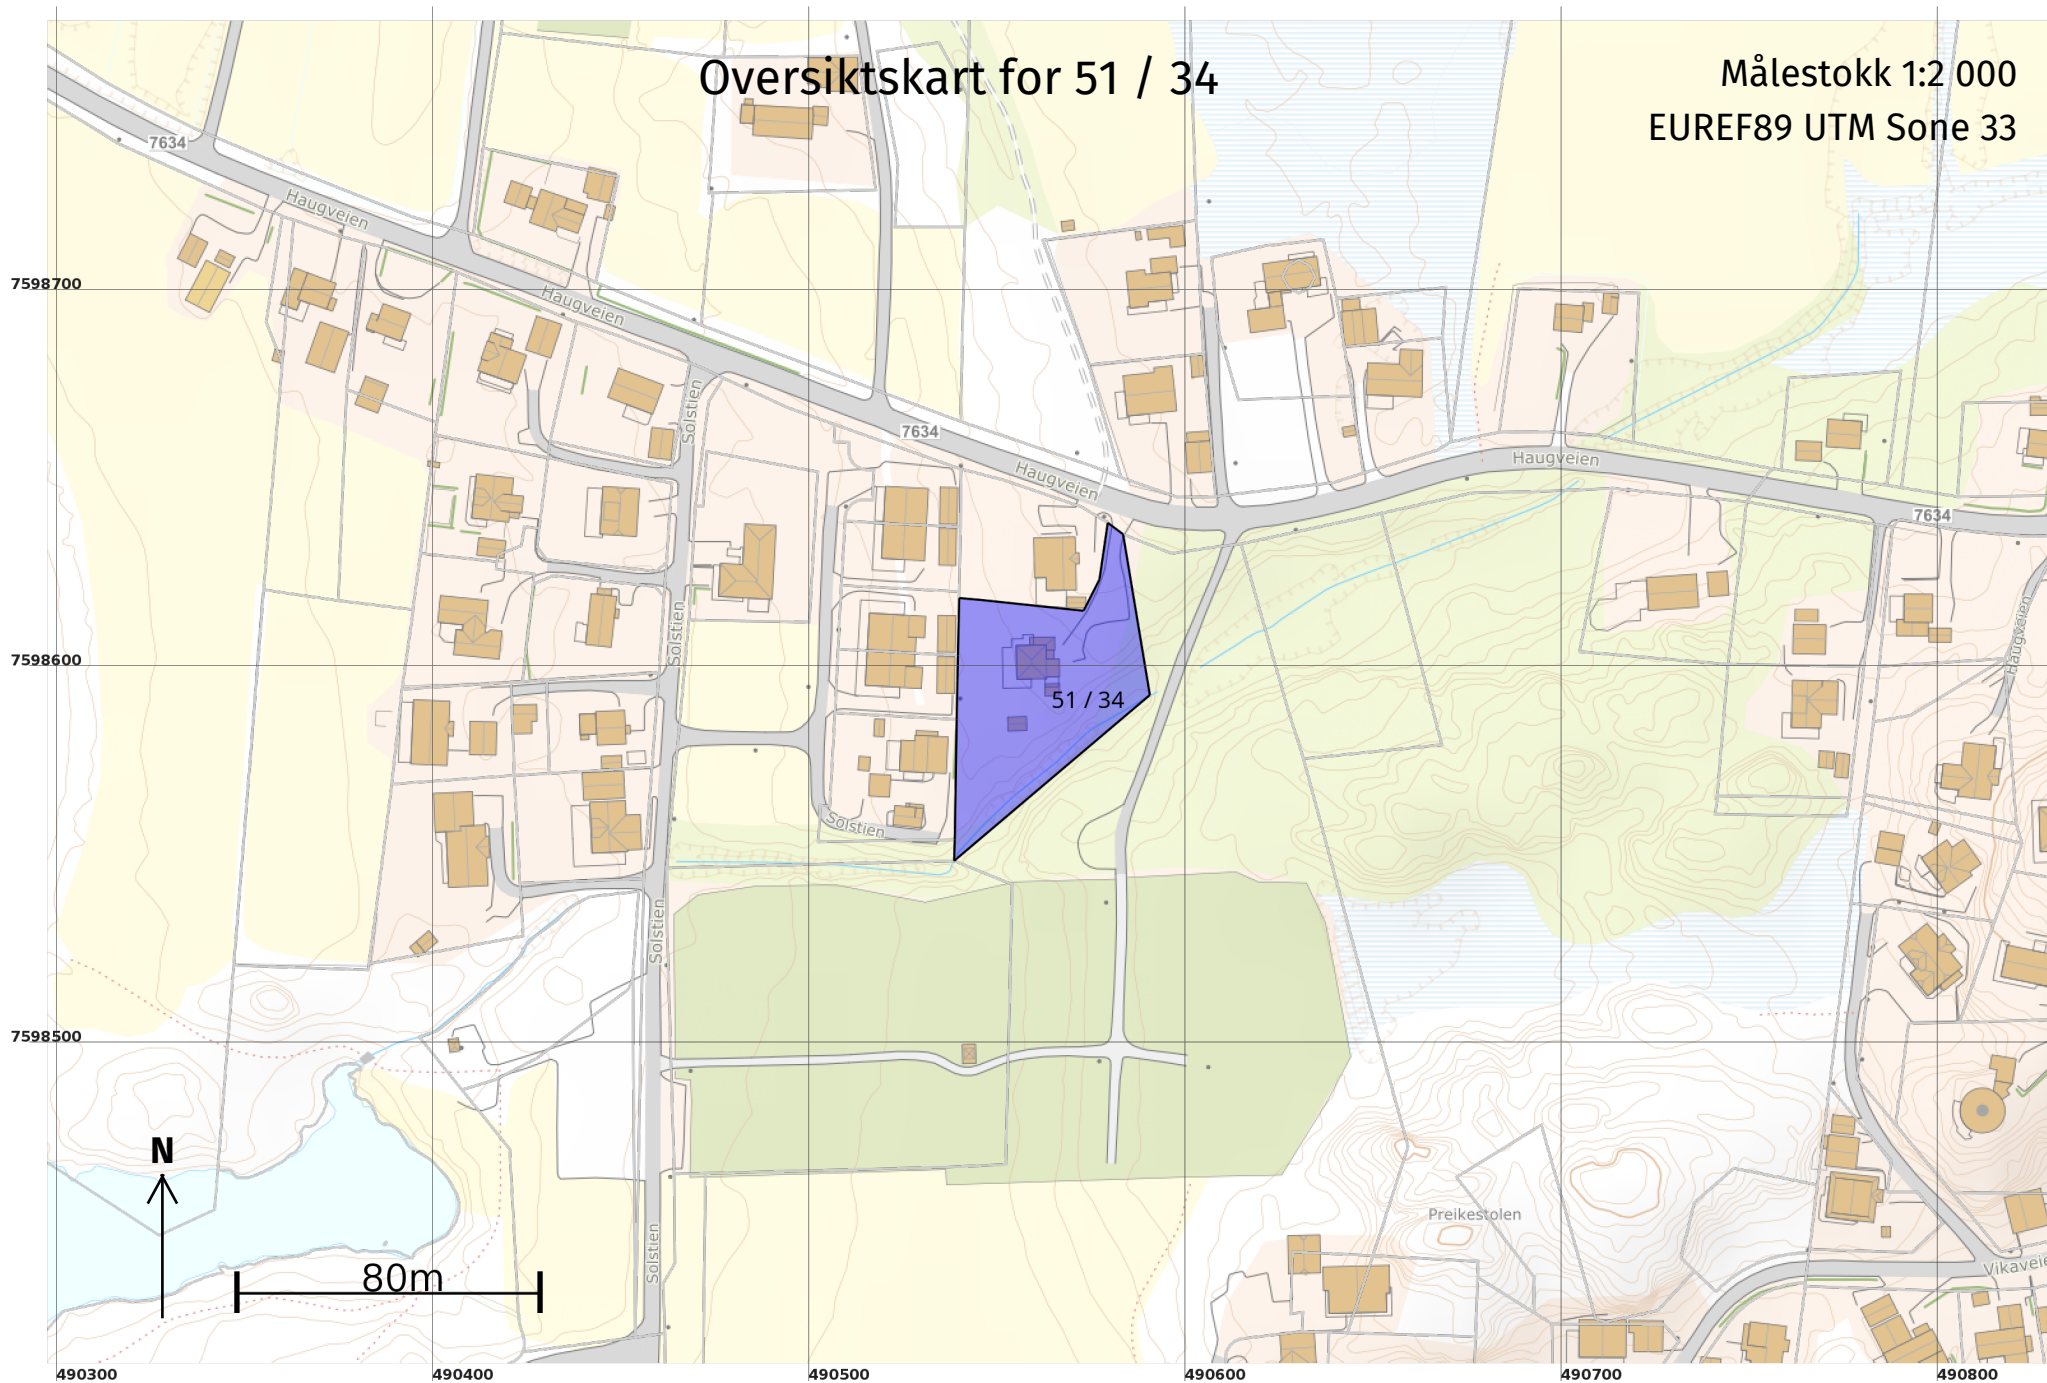 Oversiktskart for 51 / 34
Målestokk 1:2 000
EUREF89 UTM Sone 33
7634
Haugveien
7598700
Haugveien
Solstien
7634
Haugveien
Haugveien
7634
Haugveien
Solstien
7598600
51 / 34
Solstien
Solstien
7598500
N
Preikestolen
Solstien
Vikaveie
80m
490300
490400
490500
490600
490700
490800